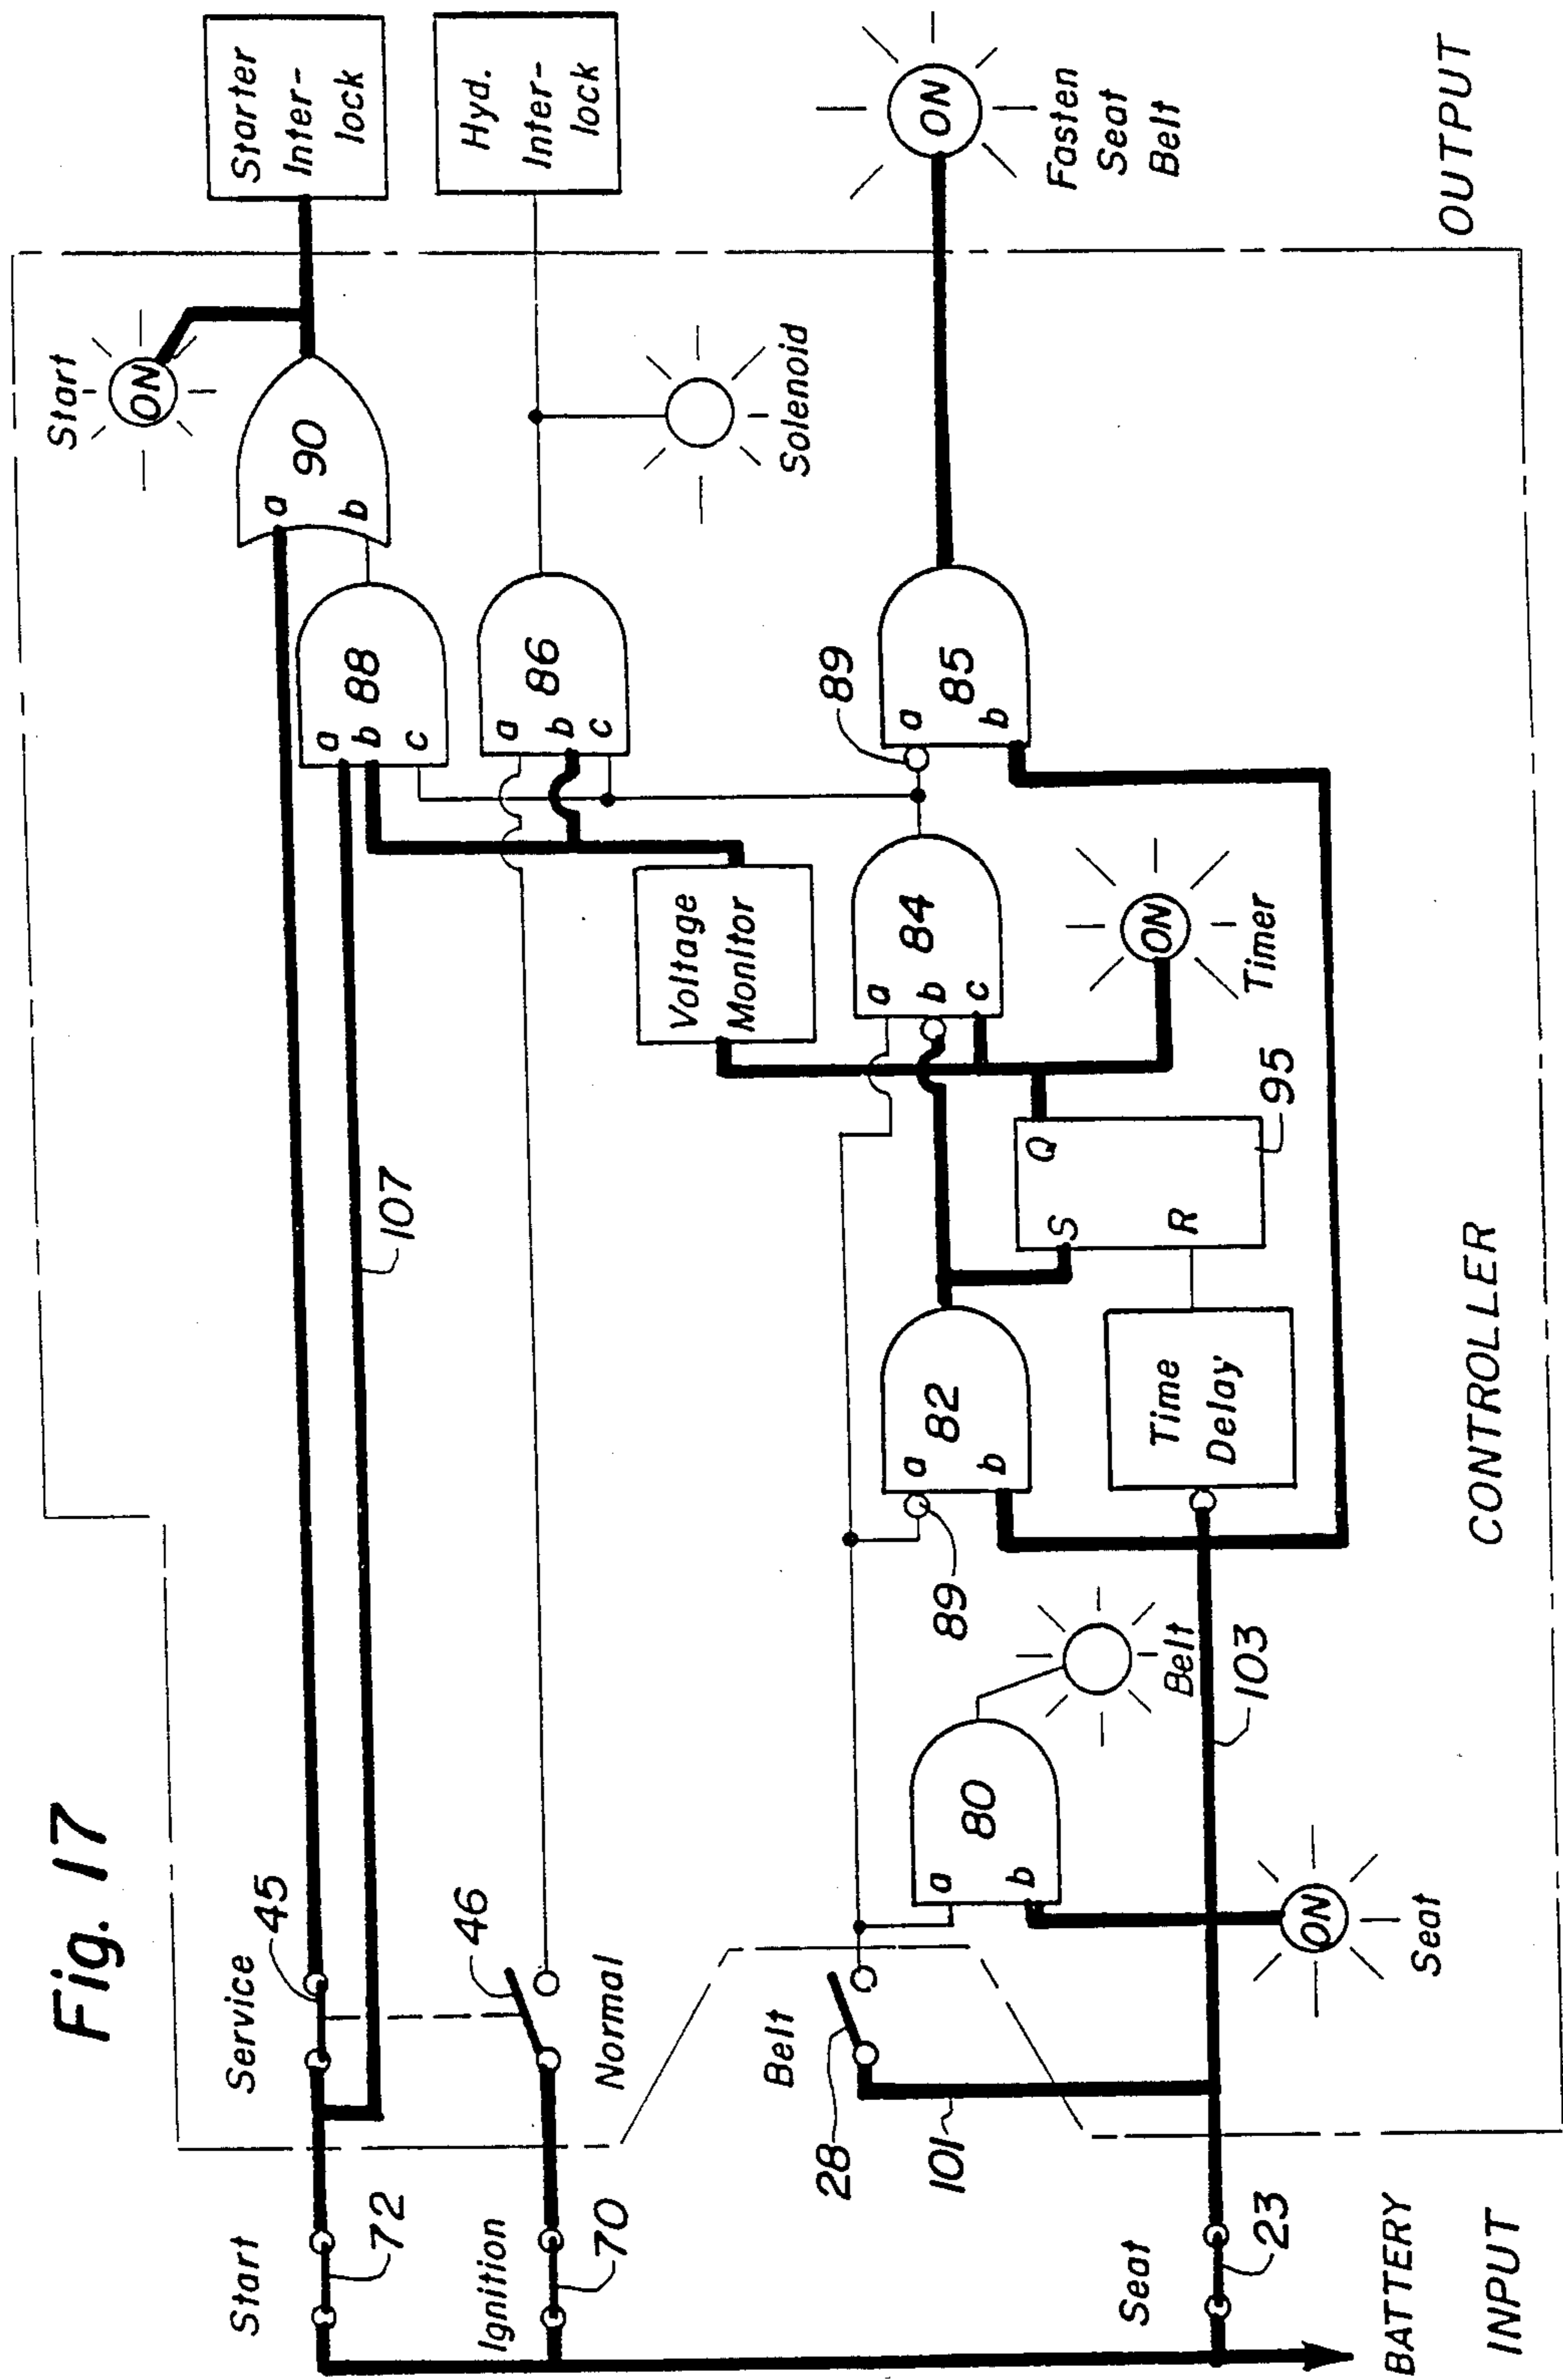 Fig. 17
Start
72
Service
45
107
Ignition
70
46
Normal
Belt
28
101
Seat
23
BATTERY
INPUT
Seat
ON
a
b
80
Belt
103
89
a
b
82
Time
Delay
S
R
Q
95
Timer
ON
a
b
c
84
Voltage
Monitor
89
a
b
85
a
b
c
86
a
b
c
88
a
b
90
Start
ON
Solenoid
Starter
Inter-
lock
Hyd.
Inter-
lock
ON
Fasten
Seat
Belt
CONTROLLER
OUTPUT